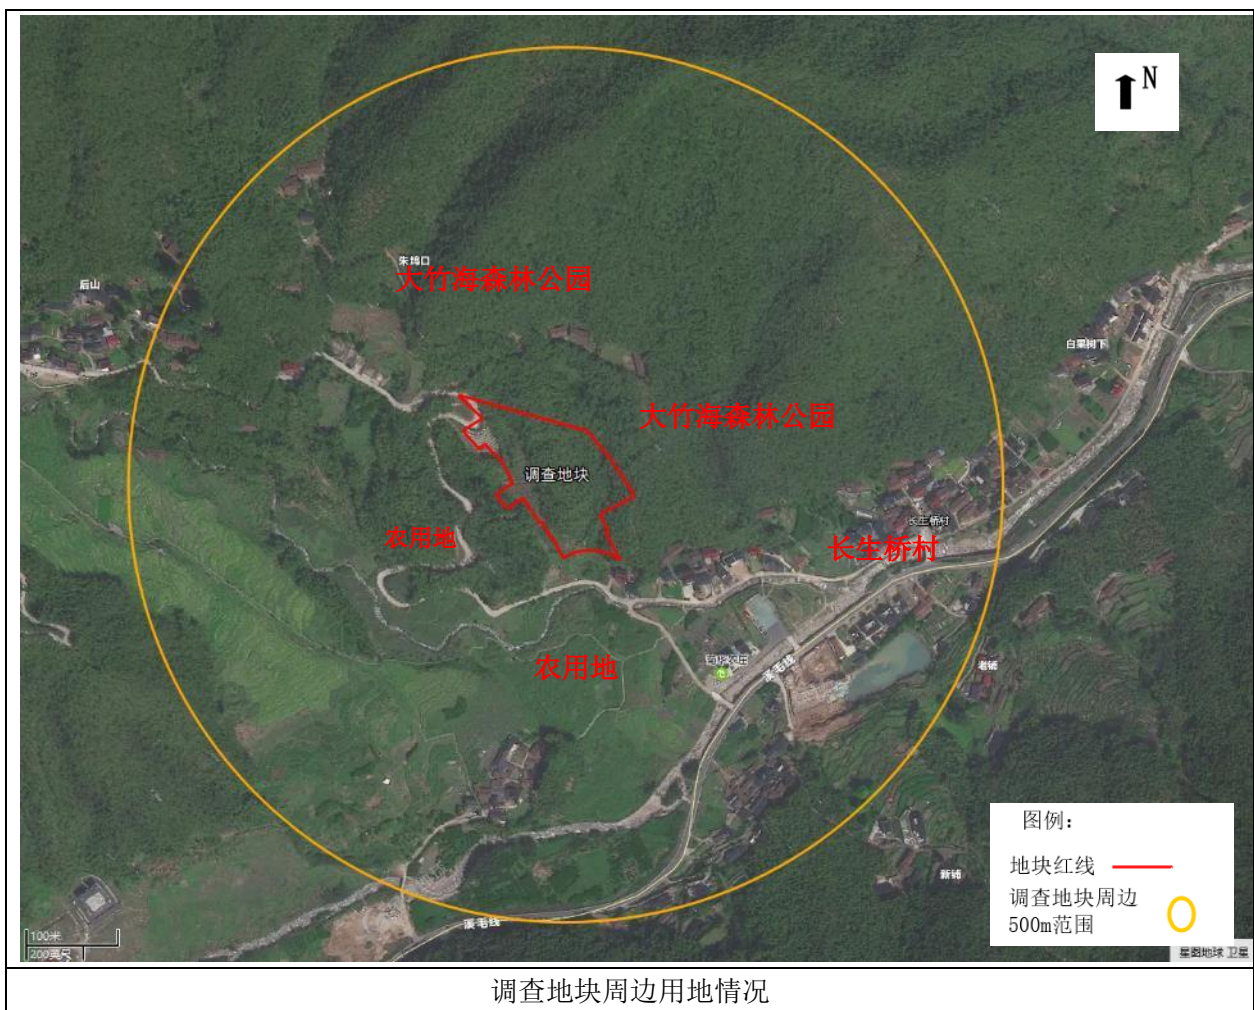 N
朱坞口
大竹海森林公园
后山
白果树下
大竹海森林公园
调查地块
长生桥村
农用地
长生桥村
农用地
老铺
溪毛线
新铺
溪毛线
图例:
地块红线
调查地块周边
500m范围
100米
200英尺
星图地球 卫星
调查地块周边用地情况